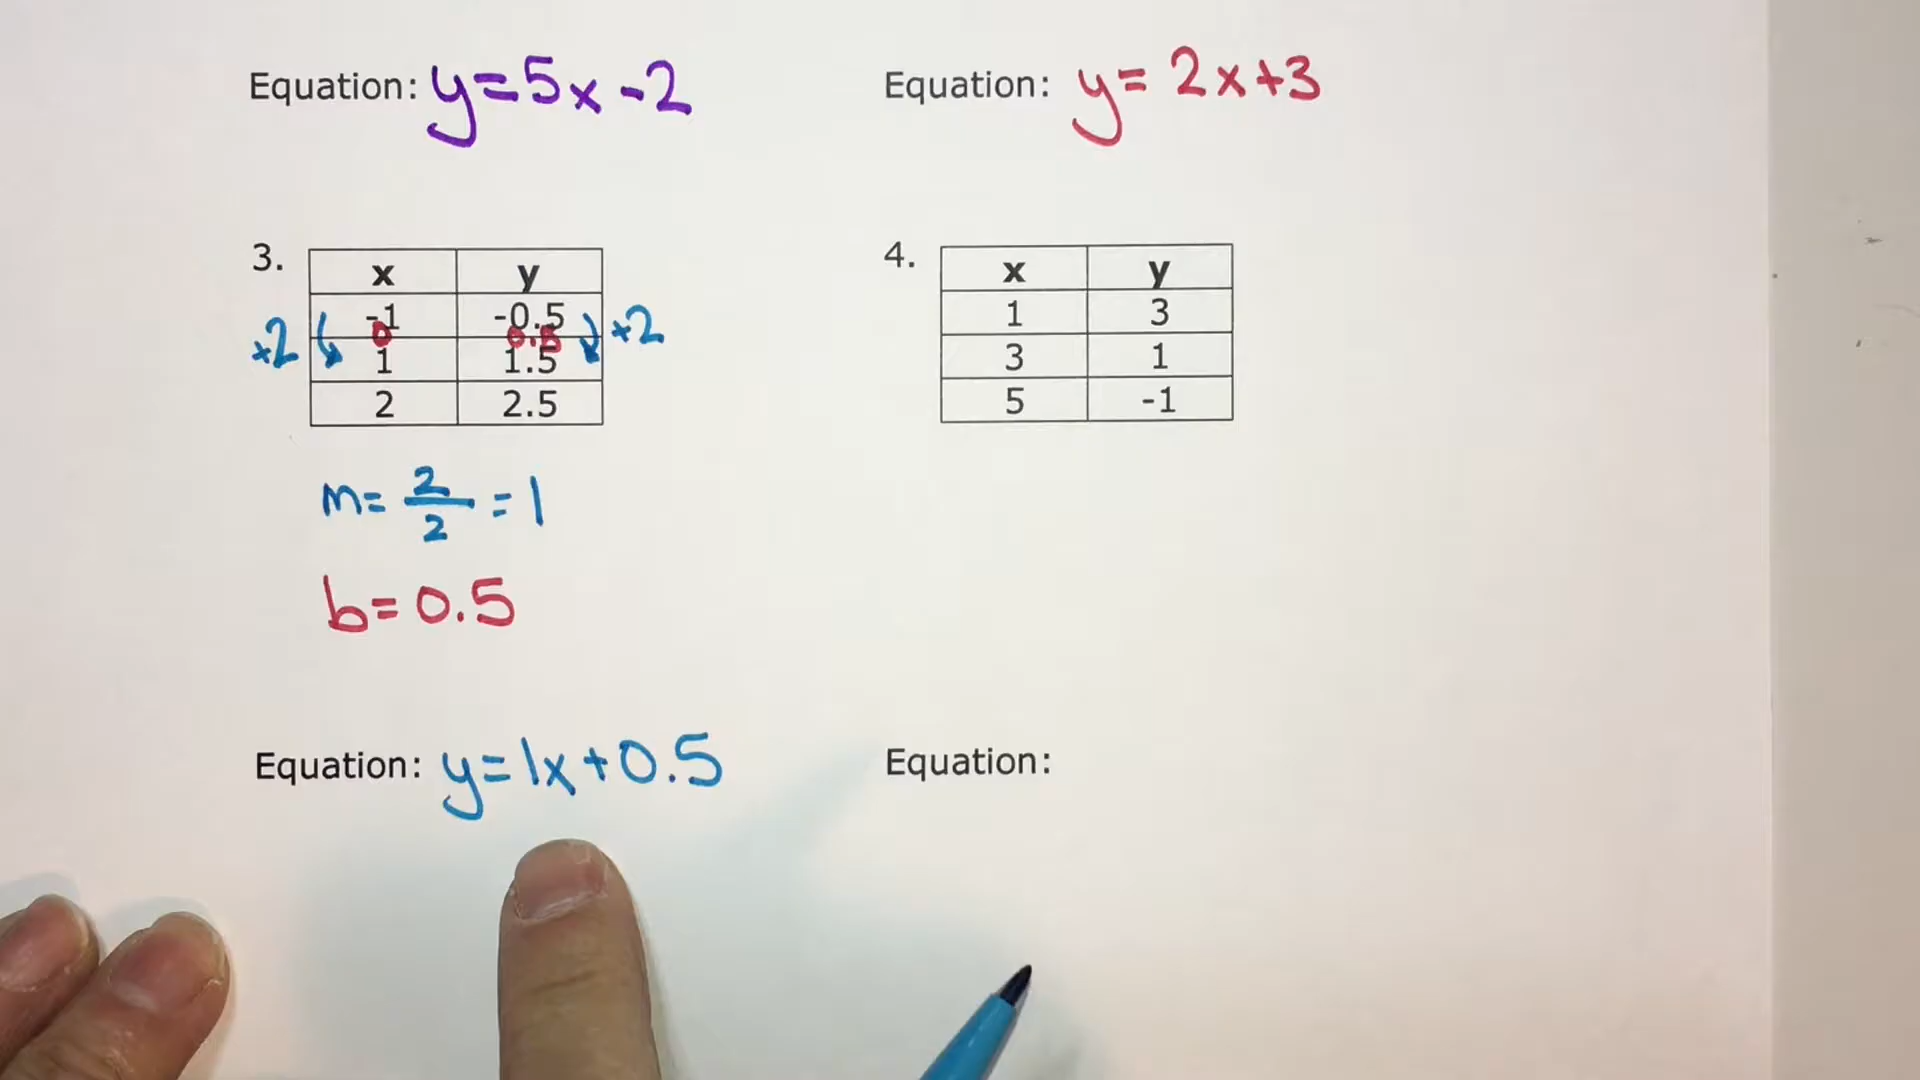 Equation: y=5x-2
Equation: y=2x+3
3.
x y
-1 -0.5
0 0.5
1 1.5
2 2.5
+2
+2
m= 2/2 = 1
b=0.5
Equation: y=1x+0.5
4.
x y
1 3
3 1
5 -1
Equation: